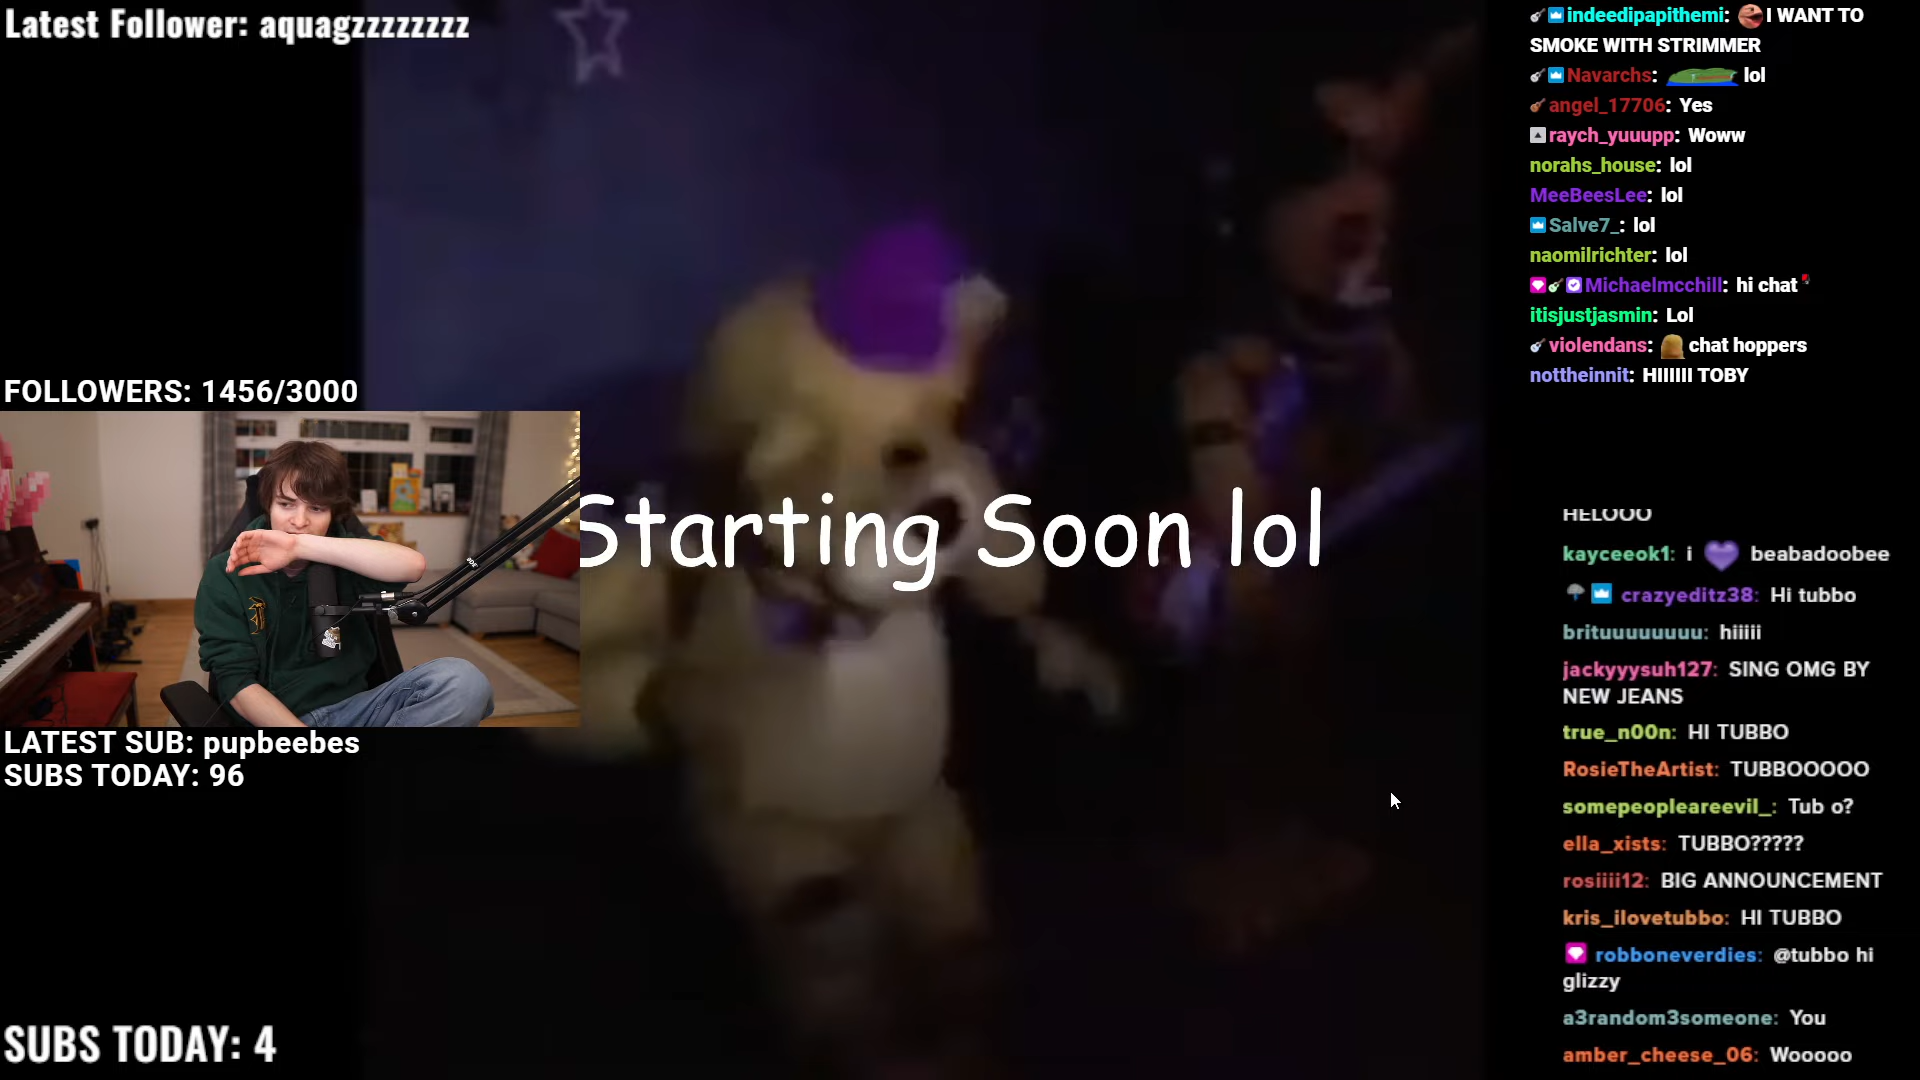 Latest Follower: aquagzzzzzzzz
FOLLOWERS: 1456/3000
Starting Soon lol
LATEST SUB: pupbeebes
SUBS TODAY: 96
SUBS TODAY: 4
indeedipapithemi: I WANT TO
SMOKE WITH STRIMMER
Navarchs: lol
angel_17706: Yes
raych_yuuupp: Woww
norahs_house: lol
MeeBeesLee: lol
Salve7_: lol
naomilrichter: lol
Michaelmcchill: hi chat
itisjustjasmin: Lol
violendans: chat hoppers
nottheinnit: HIIIIII TOBY
HELOOO
kayceeok1: i beabadoobee
crazyeditz38: Hi tubbo
brituuuuuuuu: hiiiii
jackyyysuh127: SING OMG BY
NEW JEANS
true_n00n: HI TUBBO
RosieTheArtist: TUBBOOOOO
somepeopleareevil_: Tub o?
ella_xists: TUBBO?????
rosiiii12: BIG ANNOUNCEMENT
kris_ilovetubbo: HI TUBBO
robboneverdies: @tubbo hi
glizzy
a3random3someone: You
amber_cheese_06: Wooooo